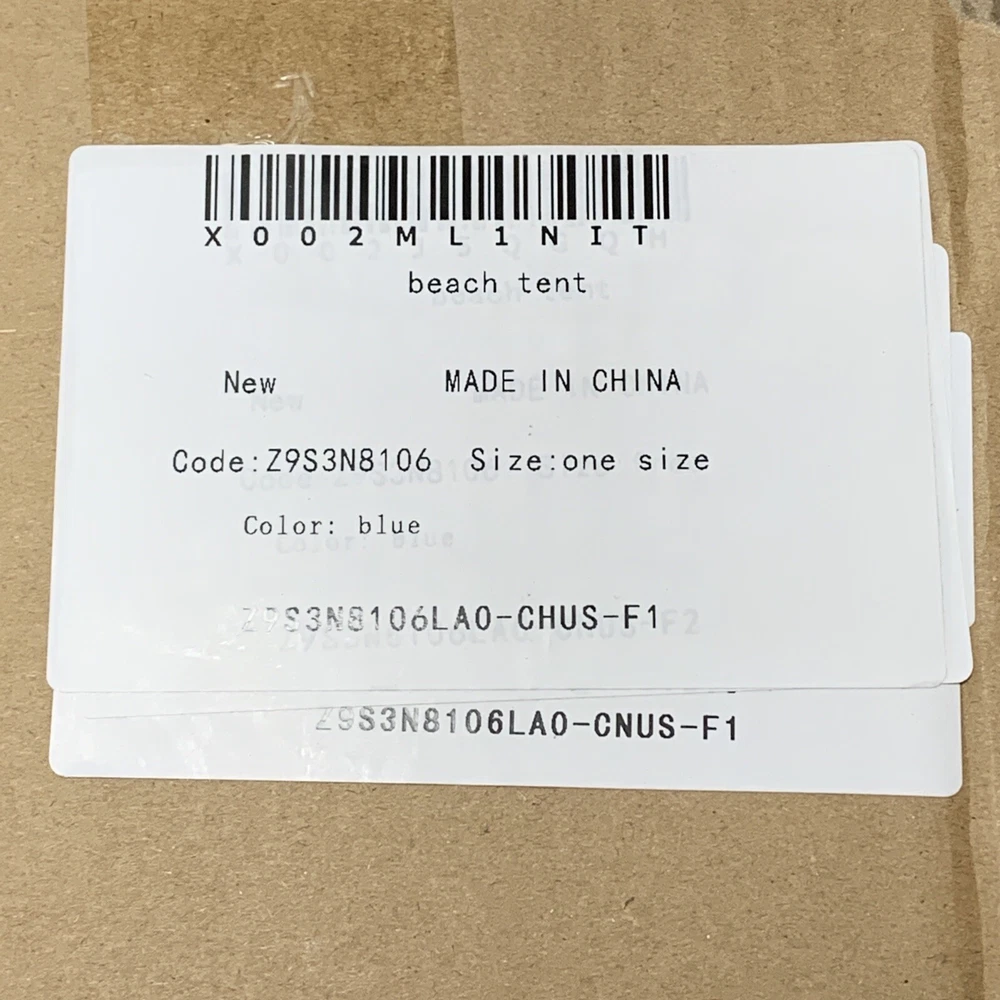 X002ML1NIT
beach tent
New MADE IN CHINA
Code:Z9S3N8106 Size:one size
Color: blue
Z9S3N8106LA0-CHUS-F1
Z9S3N8106LA0-CNUS-F1